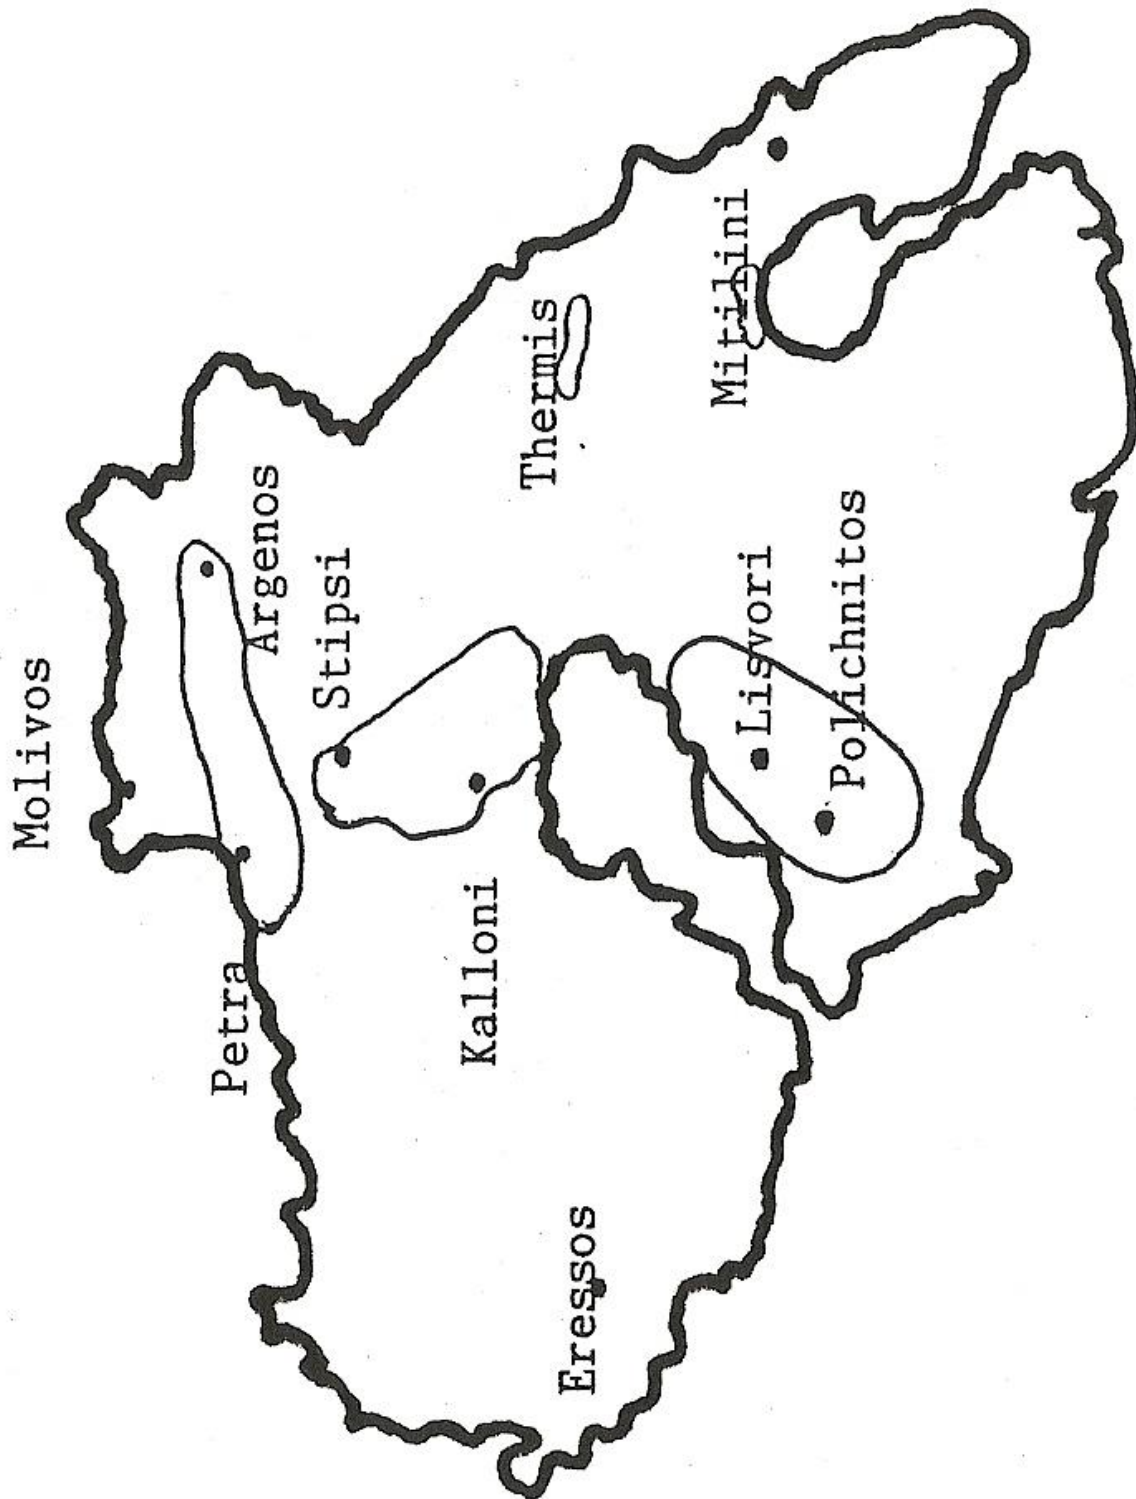 Molivos
Argenos
Petra
Stipsi
Kalloni
Thermis
Eressos
Mitilini
Lisvori
Polichnitos